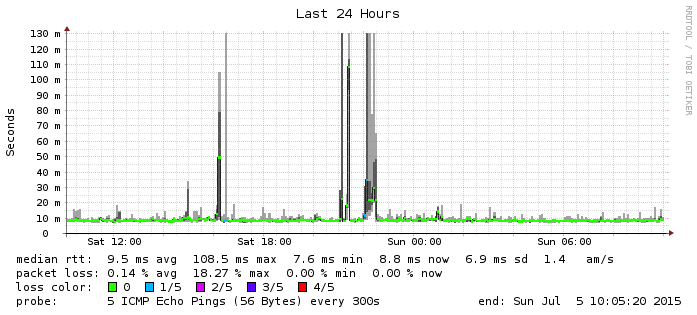 Last 24 Hours
RRDTOOL / TOBI OETIKER
Seconds
130 m
120 m
110 m
100 m
90 m
80 m
70 m
60 m
50 m
40 m
30 m
20 m
10 m
0
Sat 12:00 Sat 18:00 Sun 00:00 Sun 06:00
median rtt: 9.5 ms avg 108.5 ms max 7.6 ms min 8.8 ms now 6.9 ms sd 1.4 am/s
packet loss: 0.14 % avg 18.27 % max 0.00 % min 0.00 % now
loss color: 0 1/5 2/5 3/5 4/5
probe: 5 ICMP Echo Pings (56 Bytes) every 300s end: Sun Jul 5 10:05:20 2015